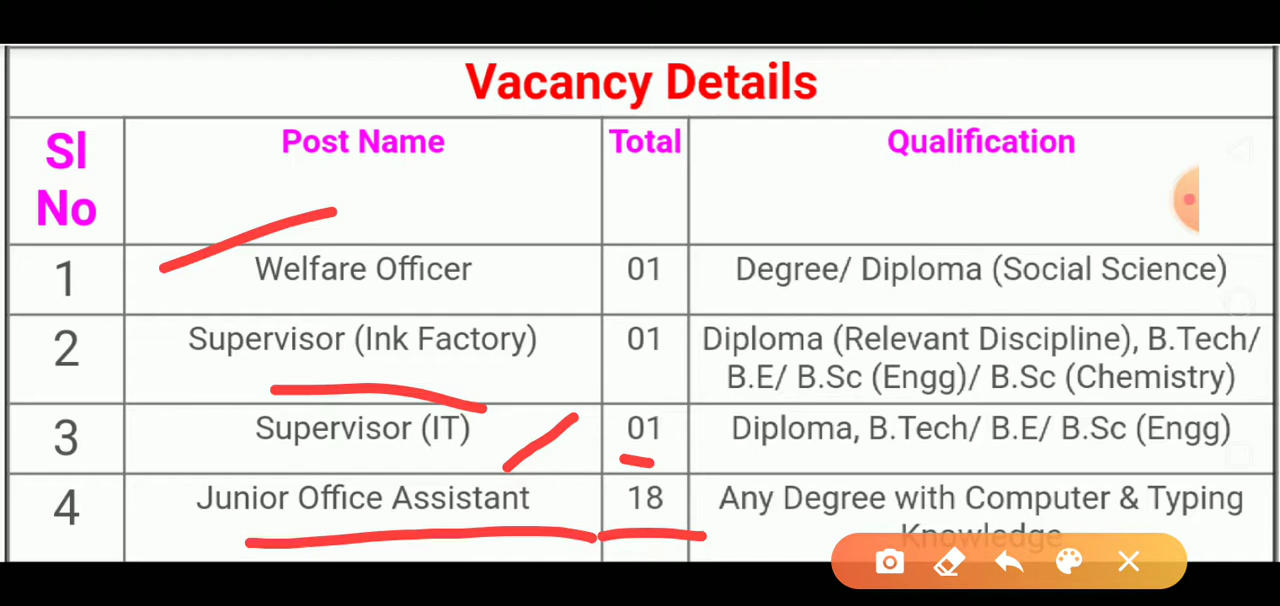 Vacancy Details
Sl No Post Name Total Qualification
1 Welfare Officer 01 Degree/ Diploma (Social Science)
2 Supervisor (Ink Factory) 01 Diploma (Relevant Discipline), B.Tech/
B.E/ B.Sc (Engg)/ B.Sc (Chemistry)
3 Supervisor (IT) 01 Diploma, B.Tech/ B.E/ B.Sc (Engg)
4 Junior Office Assistant 18 Any Degree with Computer & Typing
Knowledge